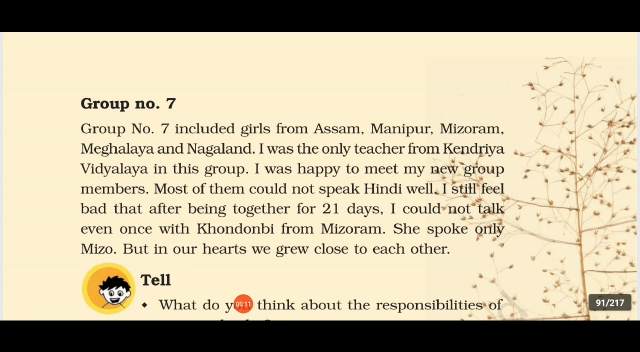 Group no. 7
Group No. 7 included girls from Assam, Manipur, Mizoram,
Meghalaya and Nagaland. I was the only teacher from Kendriya
Vidyalaya in this group. I was happy to meet my new group
members. Most of them could not speak Hindi well. I still feel
bad that after being together for 21 days, I could not talk
even once with Khondonbi from Mizoram. She spoke only
Mizo. But in our hearts we grew close to each other.
Tell
• What do think about the responsibilities of
00:11
91/217